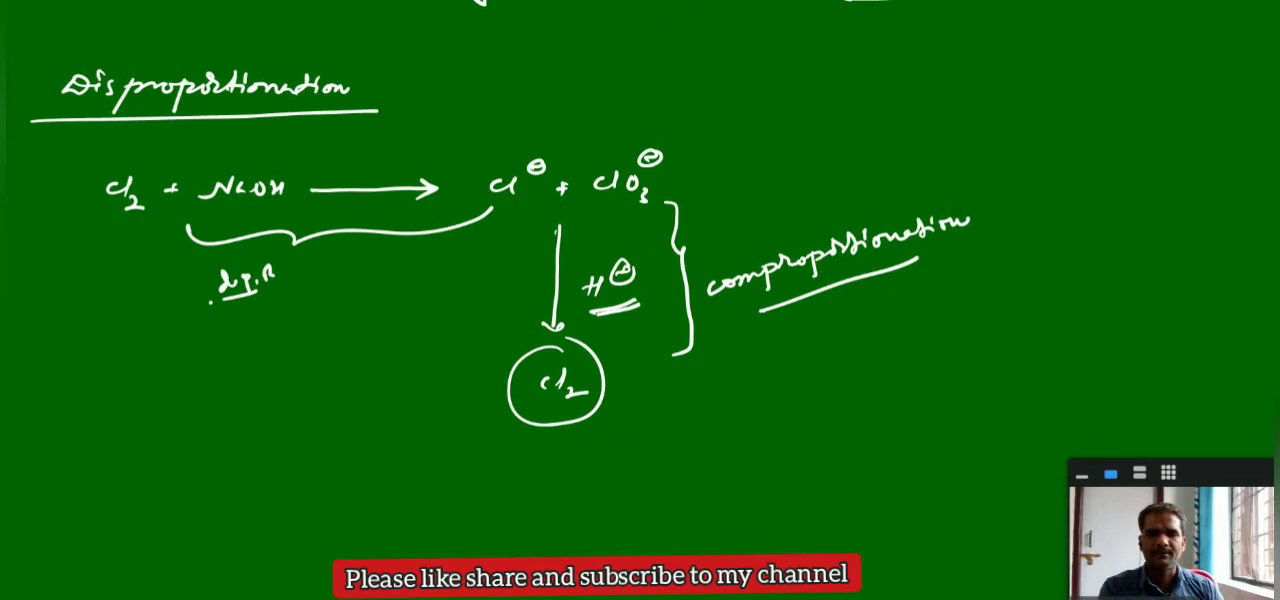 Disproportionation
Cl₂ + NaOH ⟶ Cl⊖ + ClO₃⊖
comproportionation
H⊖
Cl₂
Please like share and subscribe to my channel